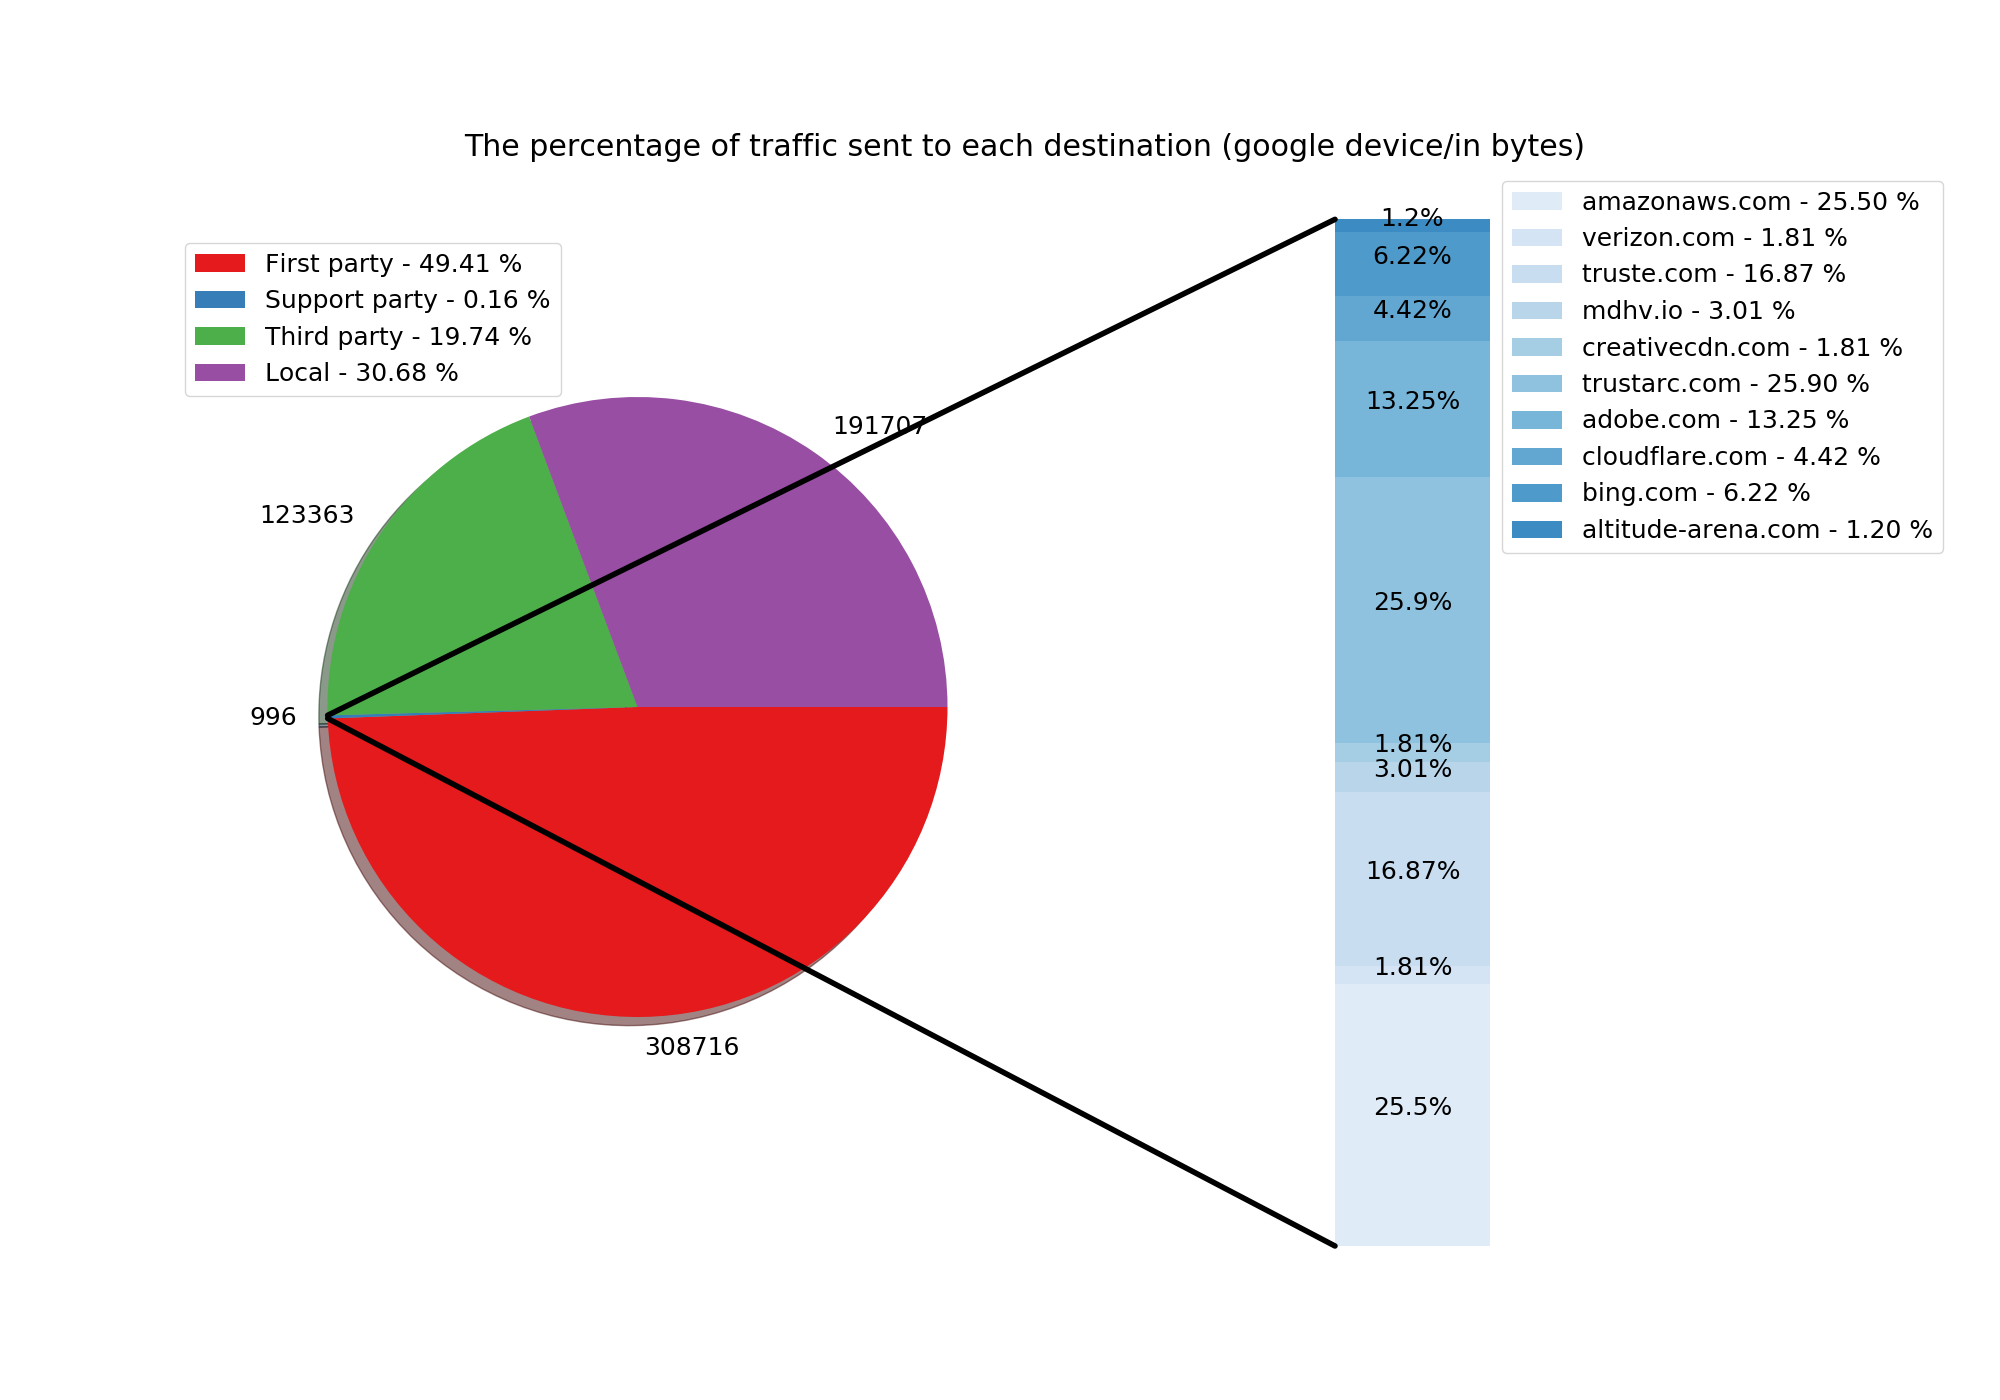 The percentage of traffic sent to each destination (google device/in bytes)
First party - 49.41 %
Support party - 0.16 %
Third party - 19.74 %
Local - 30.68 %
191707
123363
996
308716
1.2%
6.22%
4.42%
13.25%
25.9%
1.81%
3.01%
16.87%
1.81%
25.5%
amazonaws.com - 25.50 %
verizon.com - 1.81 %
truste.com - 16.87 %
mdhv.io - 3.01 %
creativecdn.com - 1.81 %
trustarc.com - 25.90 %
adobe.com - 13.25 %
cloudflare.com - 4.42 %
bing.com - 6.22 %
altitude-arena.com - 1.20 %